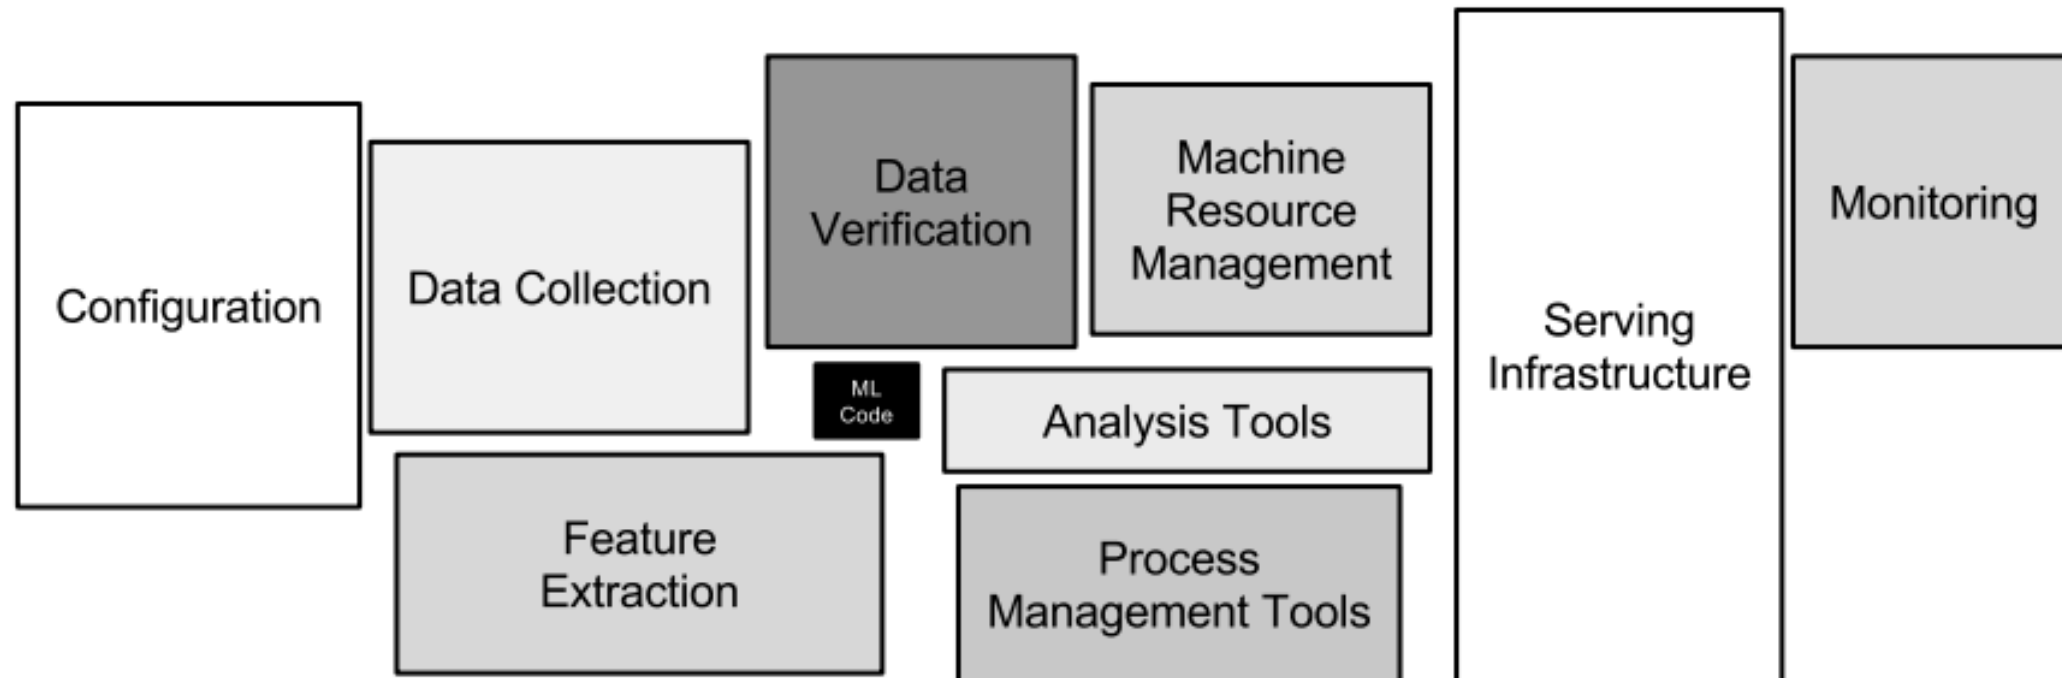 Configuration
Data Collection
Feature
Extraction
Data
Verification
ML
Code
Machine
Resource
Management
Analysis Tools
Process
Management Tools
Serving
Infrastructure
Monitoring